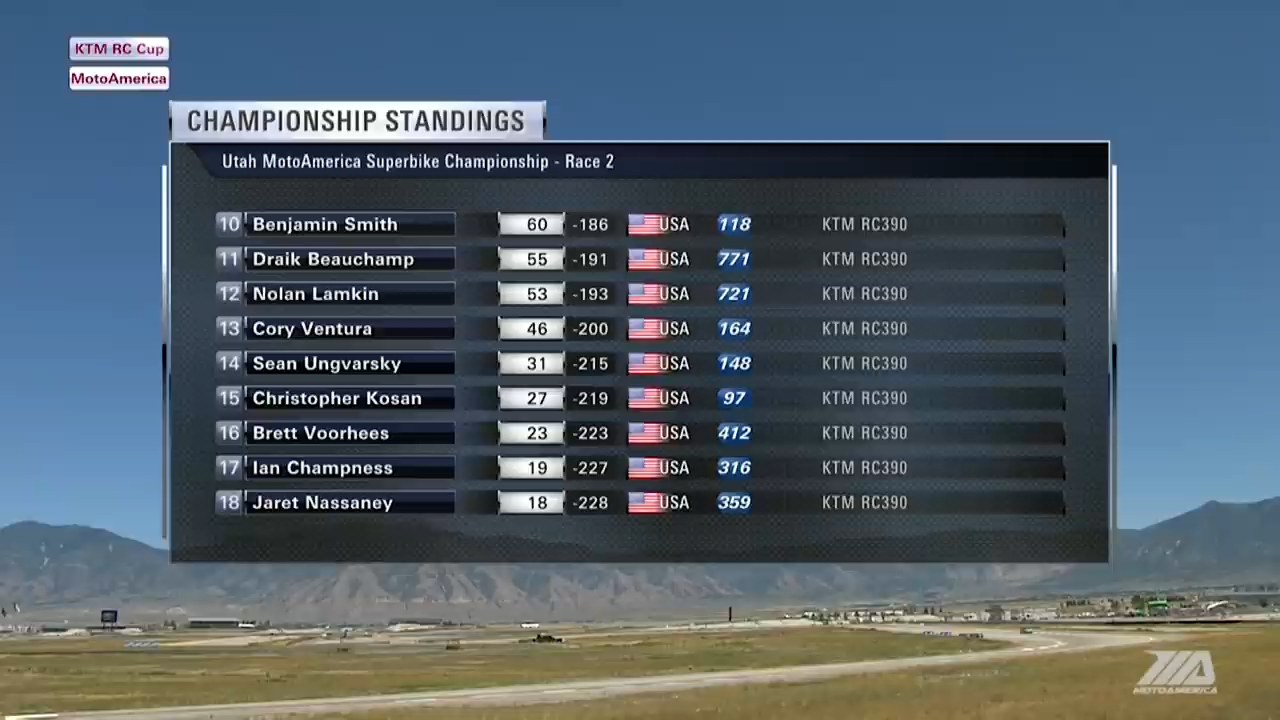 KTM RC Cup
MotoAmerica
CHAMPIONSHIP STANDINGS
Utah MotoAmerica Superbike Championship - Race 2
10 Benjamin Smith 60 -186 USA 118 KTM RC390
11 Draik Beauchamp 55 -191 USA 771 KTM RC390
12 Nolan Lamkin 53 -193 USA 721 KTM RC390
13 Cory Ventura 46 -200 USA 164 KTM RC390
14 Sean Ungvarsky 31 -215 USA 148 KTM RC390
15 Christopher Kosan 27 -219 USA 97 KTM RC390
16 Brett Voorhees 23 -223 USA 412 KTM RC390
17 Ian Champness 19 -227 USA 316 KTM RC390
18 Jaret Nassaney 18 -228 USA 359 KTM RC390
MOTOAMERICA